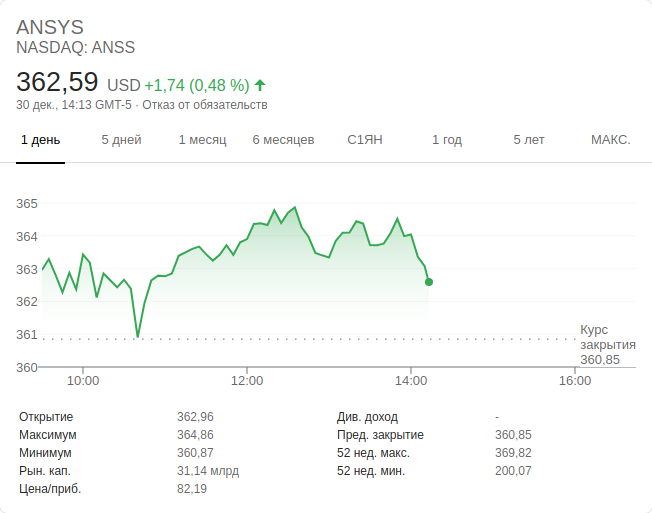 ANSYS
NASDAQ: ANSS
362,59 USD +1,74 (0,48 %)
30 дек., 14:13 GMT-5 · Отказ от обязательств
1 день 5 дней 1 месяц 6 месяцев С1ЯН 1 год 5 лет МАКС.
365
364
363
362
361
360
Курс
закрытия
360,85
10:00 12:00 14:00 16:00
Открытие 362,96 Див. доход -
Максимум 364,86 Пред. закрытие 360,85
Минимум 360,87 52 нед. макс. 369,82
Рын. кап. 31,14 млрд 52 нед. мин. 200,07
Цена/приб. 82,19